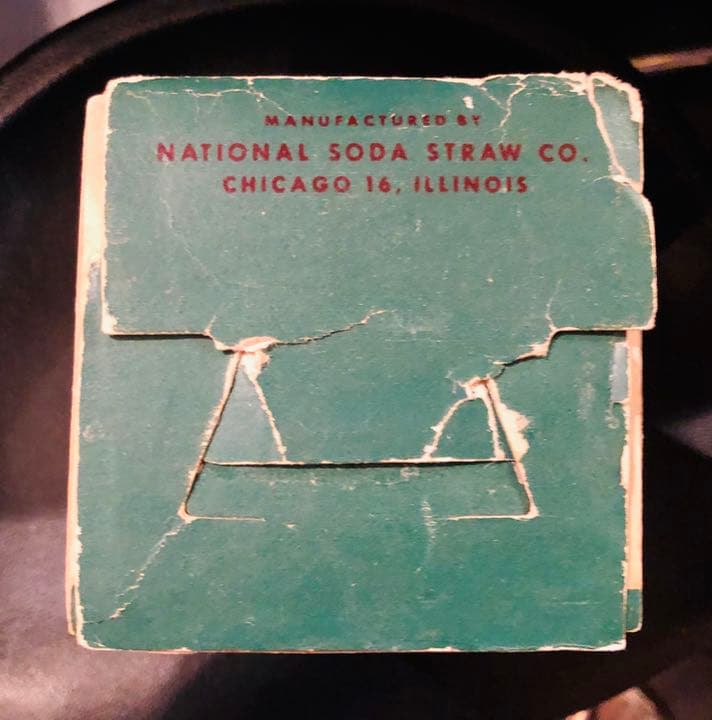 MANUFACTURED BY
NATIONAL SODA STRAW CO.
CHICAGO 16, ILLINOIS